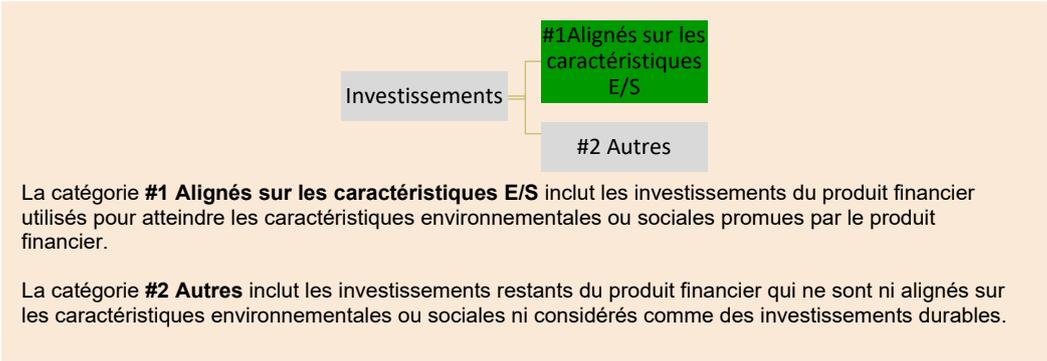 #1Alignés sur les
caractéristiques
E/S
Investissements
#2 Autres
La catégorie #1 Alignés sur les caractéristiques E/S inclut les investissements du produit financier
utilisés pour atteindre les caractéristiques environnementales ou sociales promues par le produit
financier.
La catégorie #2 Autres inclut les investissements restants du produit financier qui ne sont ni alignés sur
les caractéristiques environnementales ou sociales ni considérés comme des investissements durables.